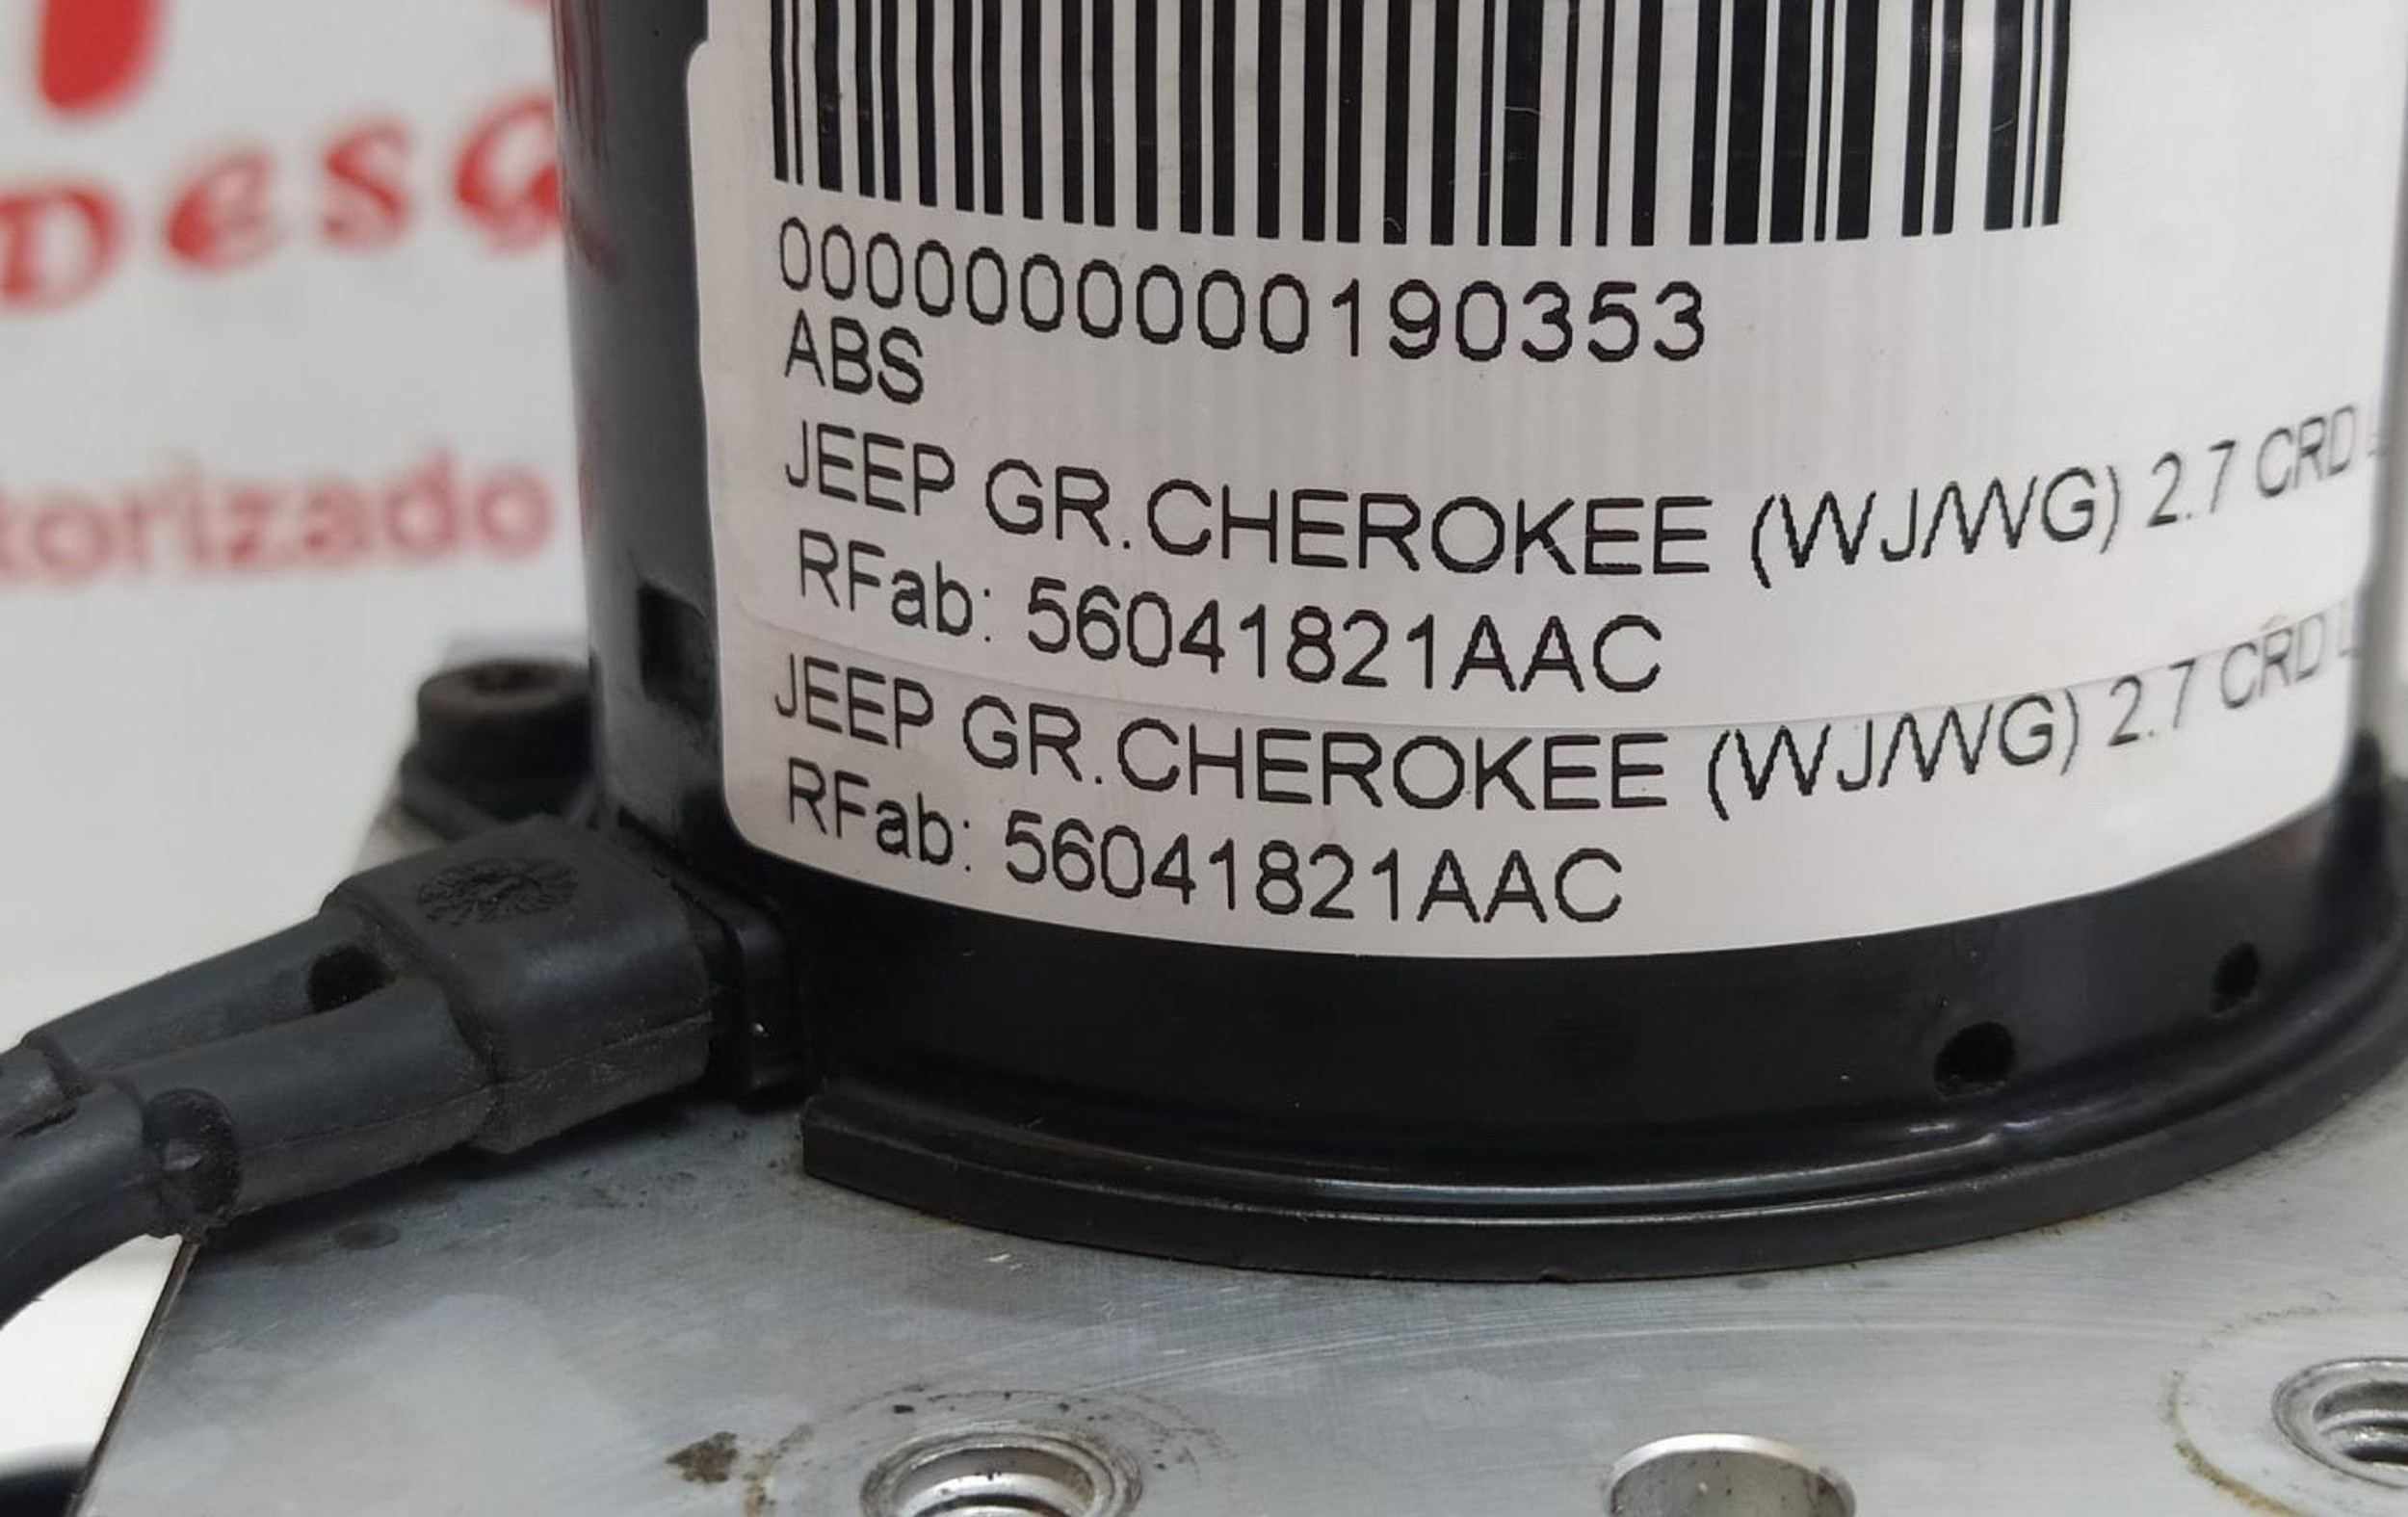 torizado
0000000000190353
ABS
JEEP GR.CHEROKEE (WJ/WG) 2.7 CRD
RFab: 56041821AAC
JEEP GR.CHEROKEE (WJ/WG) 2.7 CRD
RFab: 56041821AAC